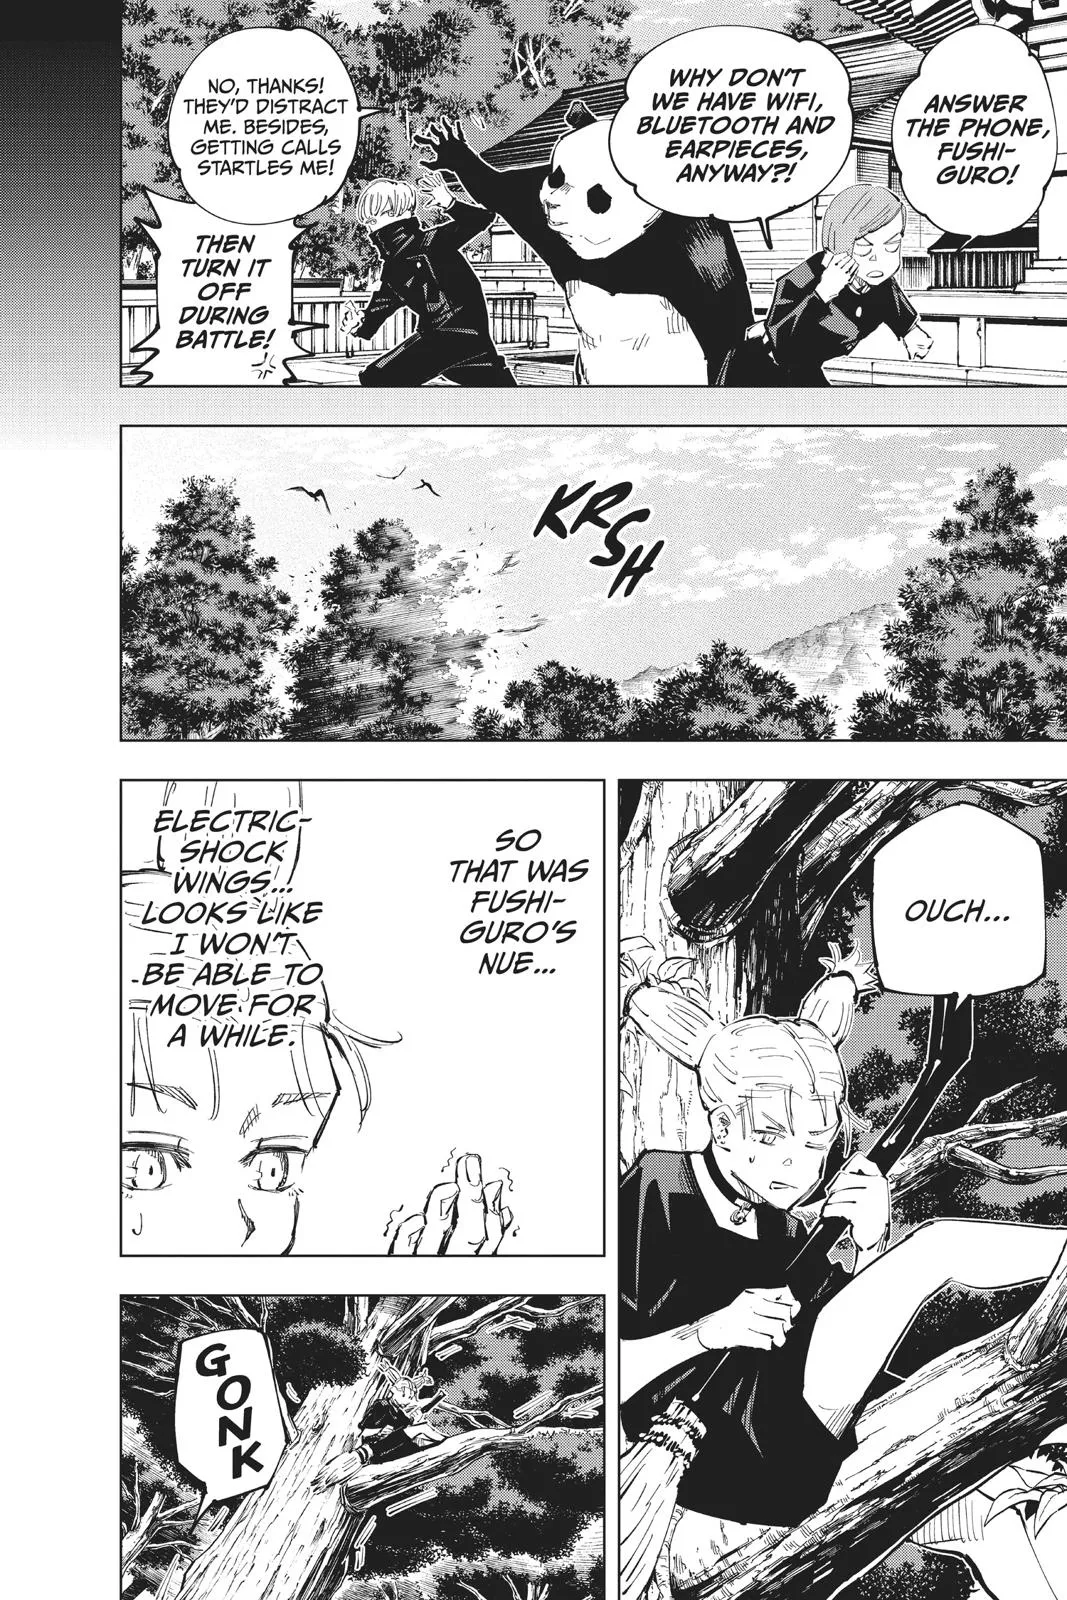 ANSWER
THE PHONE,
FUSHI-
GURO!
WHY DON'T
WE HAVE WIFI,
BLUETOOTH AND
EARPIECES,
ANYWAY?!
NO, THANKS!
THEY'D DISTRACT
ME. BESIDES,
GETTING CALLS
STARTLES ME!
THEN
TURN IT
OFF
DURING
BATTLE!
KRSH
OUCH...
SO
THAT WAS
FUSHI-
GURO'S
NUE...
ELECTRIC-
SHOCK
WINGS...
LOOKS LIKE
I WON'T
BE ABLE TO
MOVE FOR
A WHILE.
GONK